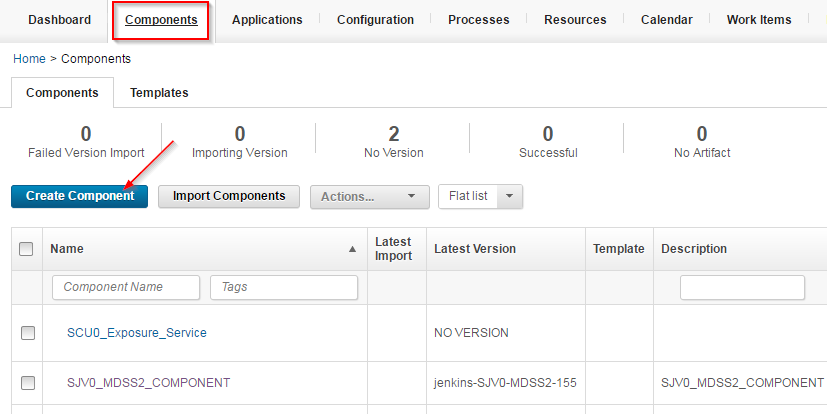 Dashboard Components Applications Configuration Processes Resources Calendar Work Items
Home > Components
Components Templates
0 0 2 0 0
Failed Version Import Importing Version No Version Successful No Artifact
Create Component Import Components Actions... Flat list
Name Latest Import Latest Version Template Description
Component Name Tags
SCU0_Exposure_Service NO VERSION
SJV0_MDSS2_COMPONENT jenkins-SJV0-MDSS2-155 SJV0_MDSS2_COMPONENT